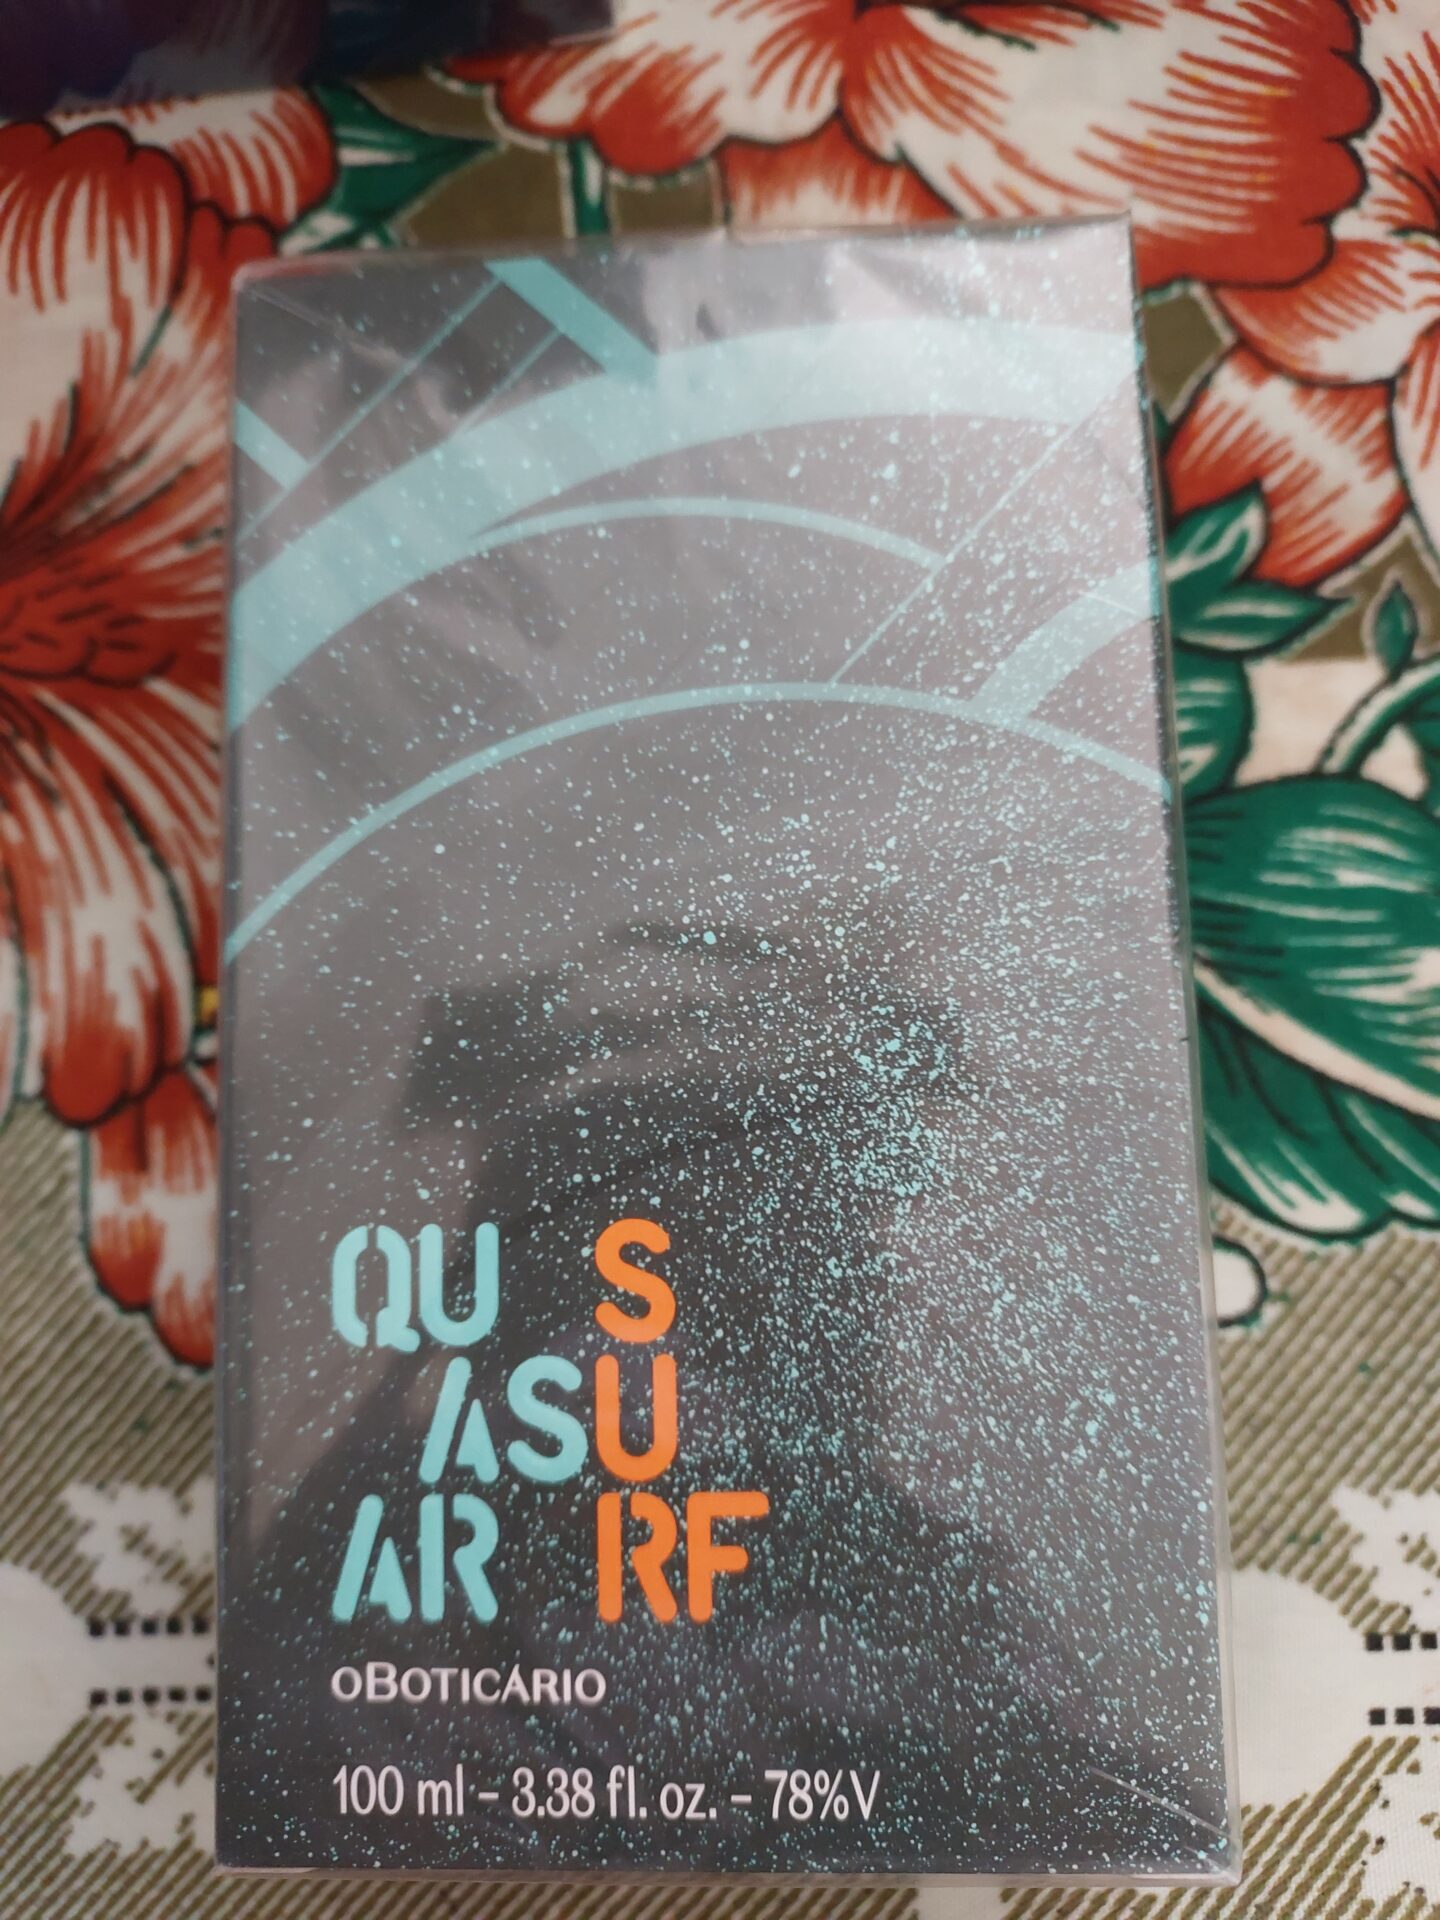 QU S
ASU
AR RF
oBoticário
100 ml - 3.38 fl. oz. - 78%V